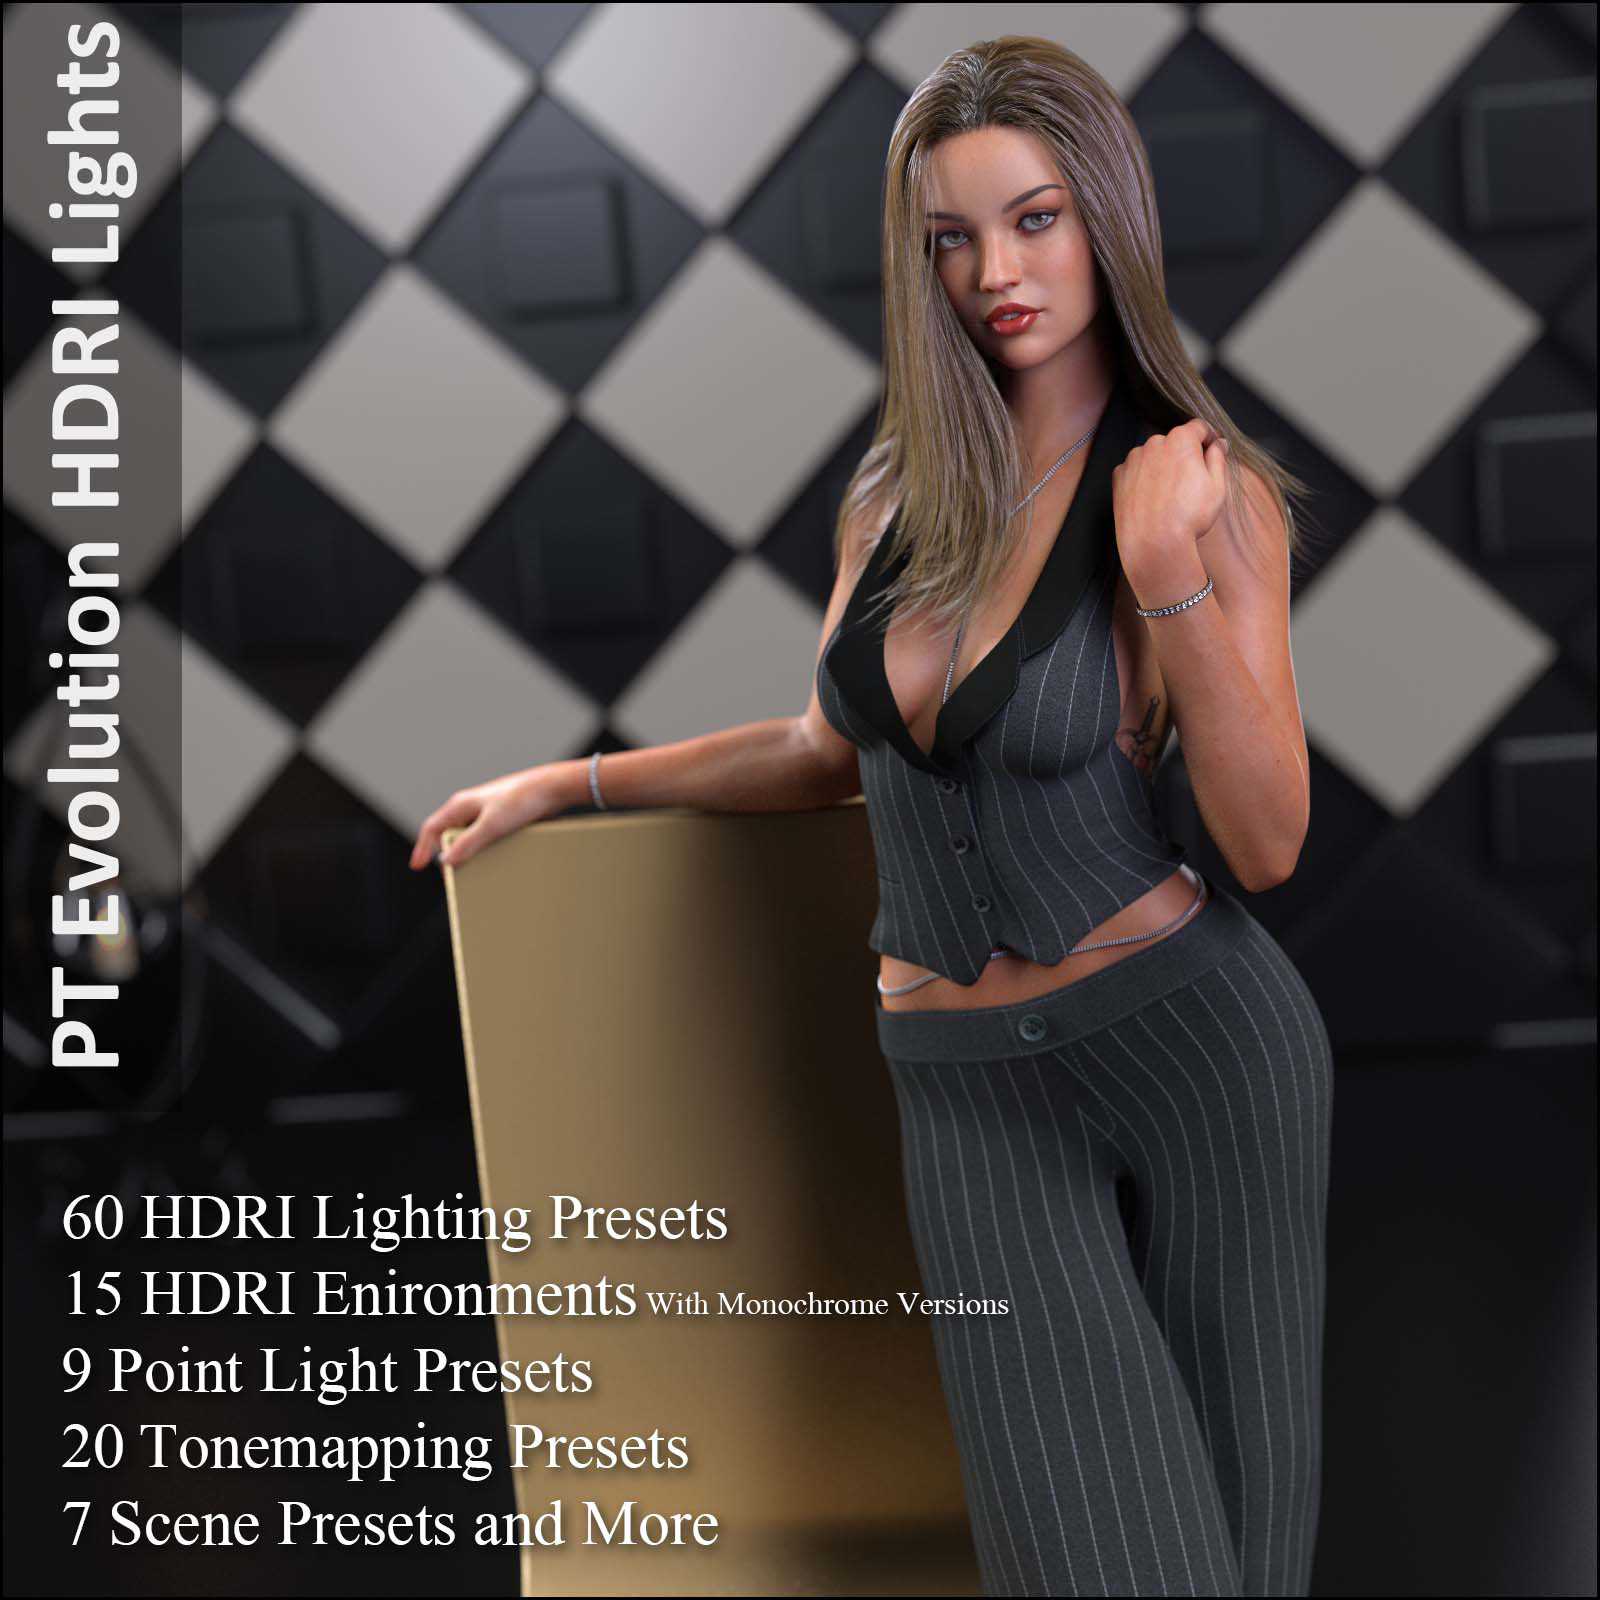 PT Evolution HDRI Lights
60 HDRI Lighting Presets
15 HDRI Enironments With Monochrome Versions
9 Point Light Presets
20 Tonemapping Presets
7 Scene Presets and More